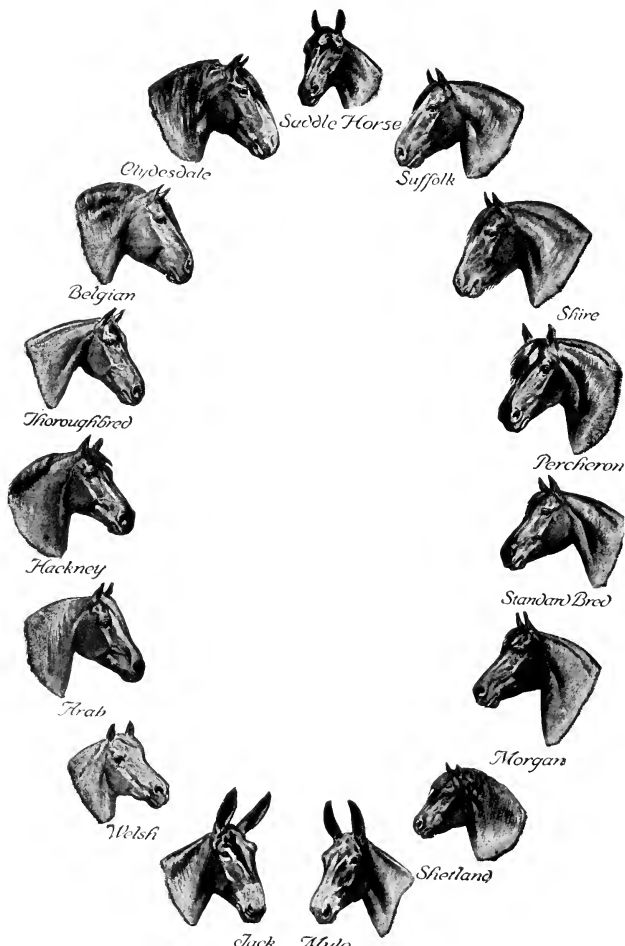 Saddle Horse
Clydesdale
Suffolk
Belgian
Shire
Thoroughbred
Percheron
Hackney
Standard Bred
Arab
Morgan
Welsh
Shetland
Jack
Mule